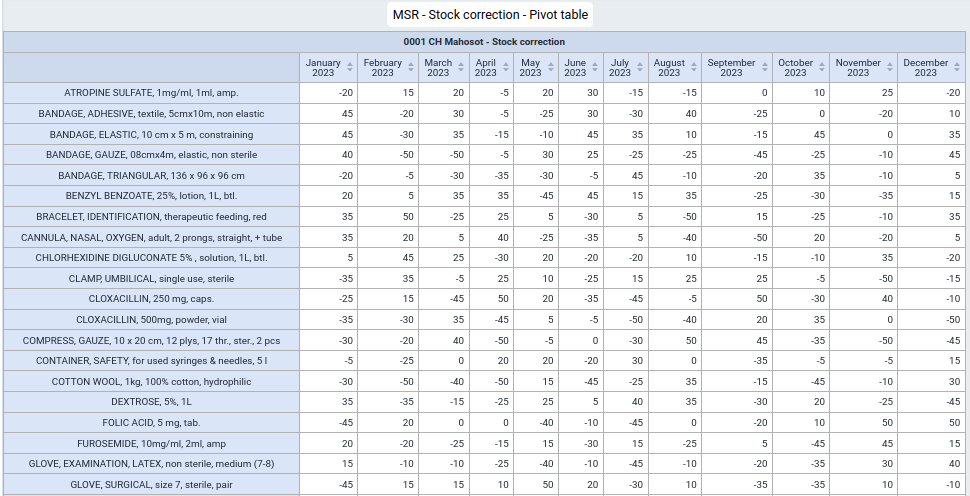 MSR - Stock correction - Pivot table
0001 CH Mahosot - Stock correction
January 2023 February 2023 March 2023 April 2023 May 2023 June 2023 July 2023 August 2023 September 2023 October 2023 November 2023 December 2023
ATROPINE SULFATE, 1mg/ml, 1ml, amp. -20 15 20 -5 20 30 -15 -15 0 10 25 -20
BANDAGE, ADHESIVE, textile, 5cmx10m, non elastic 45 -20 30 -5 -25 30 -30 40 -25 0 -20 10
BANDAGE, ELASTIC, 10 cm x 5 m, constraining 45 -30 35 -15 -10 45 35 10 -15 45 0 35
BANDAGE, GAUZE, 08cmx4m, elastic, non sterile 40 -50 -50 -5 30 25 -25 -25 -45 -25 -10 45
BANDAGE, TRIANGULAR, 136 x 96 x 96 cm -20 -5 -30 -35 -30 -5 45 -10 -20 35 -10 5
BENZYL BENZOATE, 25%, lotion, 1L, btl. 20 5 35 35 -45 45 15 35 -25 -30 -35 15
BRACELET, IDENTIFICATION, therapeutic feeding, red 35 50 -25 25 5 -30 5 -50 15 -25 -10 35
CANNULA, NASAL, OXYGEN, adult, 2 prongs, straight, + tube 35 20 5 40 -25 -35 5 -40 -50 20 -20 5
CHLORHEXIDINE DIGLUCONATE 5% , solution, 1L, btl. 5 45 25 -30 20 -20 -20 10 -15 -10 35 -20
CLAMP, UMBILICAL, single use, sterile -35 35 -5 25 10 -25 15 25 25 -5 -50 -15
CLOXACILLIN, 250 mg, caps. -25 15 -45 50 -35 -45 -45 -5 50 -30 40 -10
CLOXACILLIN, 500mg, powder, vial -35 -30 35 -45 5 -5 -50 -40 20 35 0 -50
COMPRESS, GAUZE, 10 x 20 cm, 12 plys, 17 thr., ster., 2 pcs -30 -20 40 -50 -5 0 -30 50 45 -35 -50 -45
CONTAINER, SAFETY, for used syringes & needles, 5 l -5 -25 0 20 20 -20 30 0 -35 -5 -5 15
COTTON WOOL, 1kg, 100% cotton, hydrophilic -30 -50 -40 -50 15 -45 -25 35 -15 -45 -10 30
DEXTROSE, 5%, 1L 35 -35 -15 -25 25 5 40 35 -30 20 -25 -45
FOLIC ACID, 5 mg, tab. -45 20 0 0 -40 -10 -45 0 -20 10 50 50
FUROSEMIDE, 10mg/ml, 2ml, amp 20 -20 -25 -15 15 -30 15 -25 5 -45 45 15
GLOVE, EXAMINATION, LATEX, non sterile, medium (7-8) 15 -10 -10 -25 -40 -10 -45 -10 -20 -35 30 40
GLOVE, SURGICAL, size 7, sterile, pair -45 15 15 10 50 20 -30 10 -35 -35 10 -10